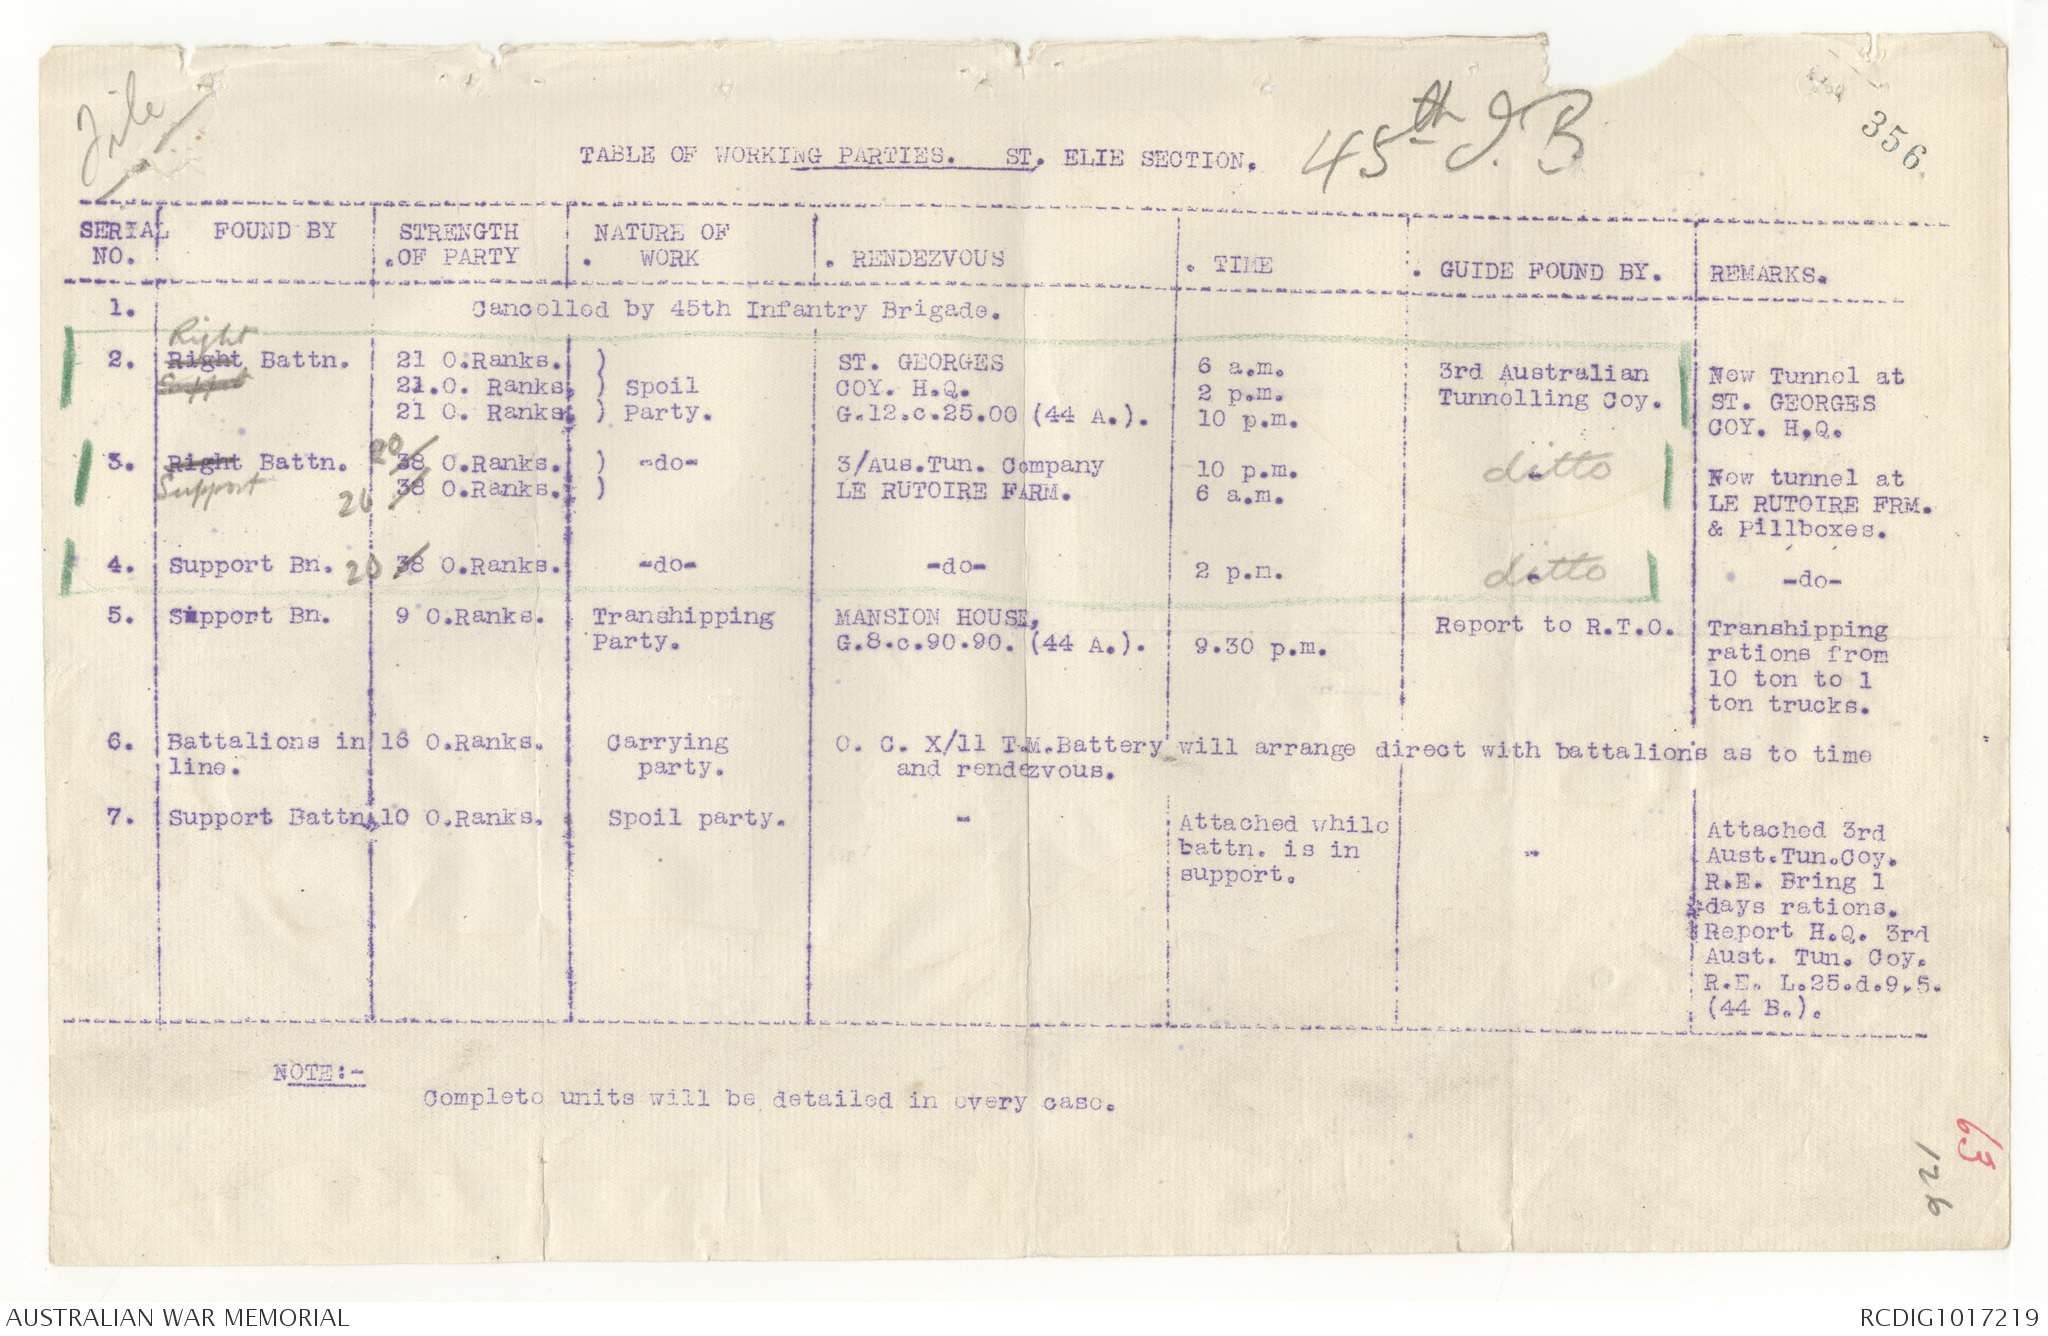 File
45th I.B
356.
TABLE OF WORKING PARTIES. ST. ELIE SECTION.
SERIAL NO. FOUND BY STRENGTH OF PARTY NATURE OF WORK RENDEZVOUS TIME GUIDE FOUND BY. REMARKS.
1. Cancelled by 45th Infantry Brigade.
Right
2. Right Battn. 21 O.Ranks. ) ST. GEORGES 6 a.m. 3rd Australian New Tunnel at
Support 21.O. Ranks. ) Spoil COY. H.Q. 2 p.m. Tunnelling Coy. ST. GEORGES
21 O. Ranks. ) Party. G.12.c.25.00 (44 A.). 10 p.m. COY. H.Q.
3. Right Battn. 20 38 O.Ranks. ) -do- 3/Aus.Tun. Company 10 p.m. ditto New tunnel at
Support 20 38 O.Ranks. ) LE RUTOIRE FARM. 6 a.m. LE RUTOIRE FRM.
& Pillboxes.
4. Support Bn. 20 38 O.Ranks. -do- -do- 2 p.m. ditto -do-
5. Support Bn. 9 O.Ranks. Transhipping MANSION HOUSE, Report to R.T.O. Transhipping
Party. G.8.c.90.90. (44 A.). 9.30 p.m. rations from
10 ton to 1
ton trucks.
6. Battalions in 16 O.Ranks. Carrying O. C. X/11 T.M.Battery will arrange direct with battalions as to time
line. party. and rendezvous.
7. Support Battn. 10 O.Ranks. Spoil party. - Attached while - Attached 3rd
battn. is in Aust.Tun.Coy.
support. R.E. Bring 1
days rations.
Report H.Q. 3rd
Aust. Tun. Coy.
R.E. L.25.d.9.5.
(44 B.).
NOTE:-
Complete units will be detailed in every case.
63
126
AUSTRALIAN WAR MEMORIAL
RCDIG1017219